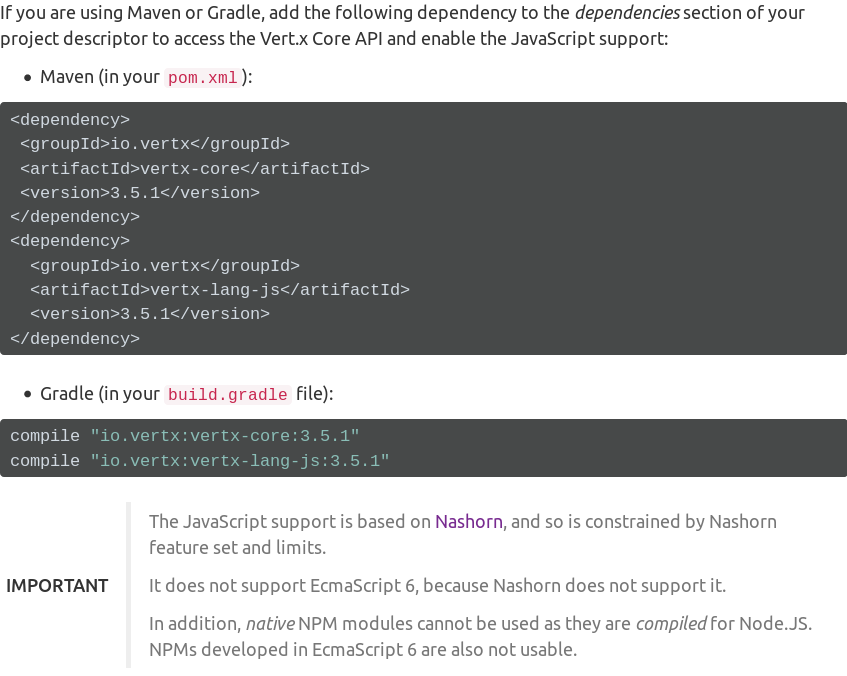 If you are using Maven or Gradle, add the following dependency to the dependencies section of your
project descriptor to access the Vert.x Core API and enable the JavaScript support:
• Maven (in your pom.xml ):
<dependency>
 <groupId>io.vertx</groupId>
 <artifactId>vertx-core</artifactId>
 <version>3.5.1</version>
</dependency>
<dependency>
  <groupId>io.vertx</groupId>
  <artifactId>vertx-lang-js</artifactId>
  <version>3.5.1</version>
</dependency>
• Gradle (in your build.gradle file):
compile "io.vertx:vertx-core:3.5.1"
compile "io.vertx:vertx-lang-js:3.5.1"
IMPORTANT
The JavaScript support is based on Nashorn, and so is constrained by Nashorn
feature set and limits.
It does not support EcmaScript 6, because Nashorn does not support it.
In addition, native NPM modules cannot be used as they are compiled for Node.JS.
NPMs developed in EcmaScript 6 are also not usable.